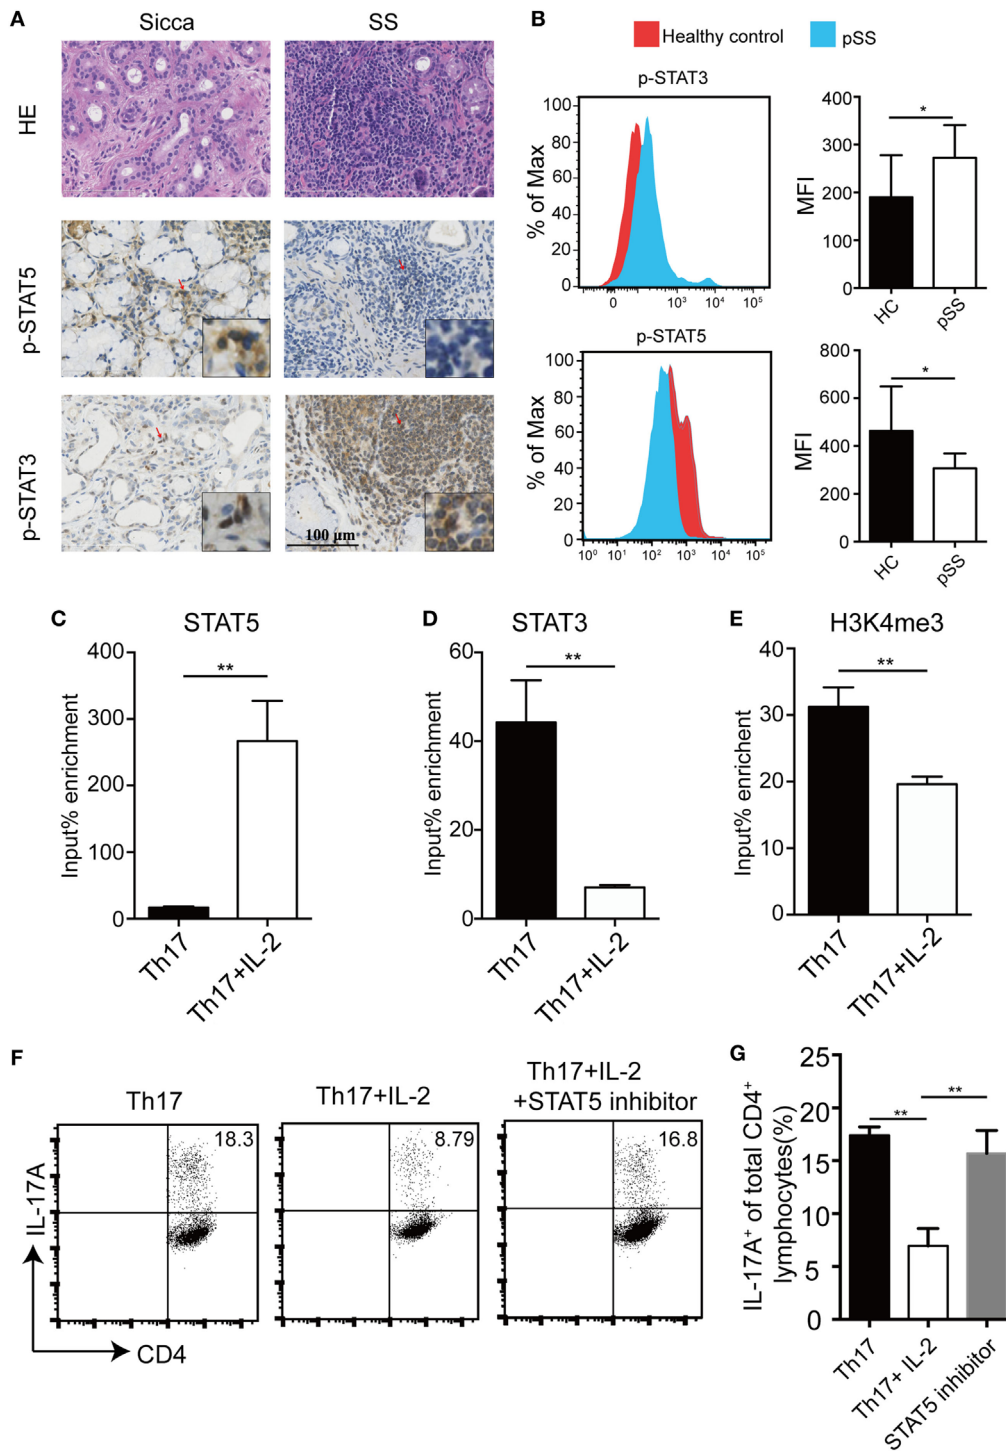 A
Sicca
SS
HE
p-STAT5
p-STAT3
100 μm
B
Healthy control
pSS
p-STAT3
% of Max
100
80
60
40
20
0
0
10³
10⁴
10⁵
MFI
400
300
200
100
0
HC
pSS
p-STAT5
% of Max
100
80
60
40
20
0
10⁰
10¹
10²
10³
10⁴
10⁵
MFI
800
600
400
200
0
*
*
HC
pSS
C
STAT5
Input% enrichment
400
300
200
100
0
**
Th17
Th17+IL-2
D
STAT3
Input% enrichment
60
40
20
0
**
Th17
Th17+IL-2
E
H3K4me3
Input% enrichent
40
30
20
10
0
**
Th17
Th17+IL-2
F
Th17
Th17+IL-2
Th17+IL-2
+STAT5 inhibitor
18.3
8.79
16.8
IL-17A
CD4
G
IL-17A⁺ of total CD4⁺
lymphocytes(%)
25
20
15
10
5
0
**
**
Th17
Th17+ IL-2
STAT5 inhibitor